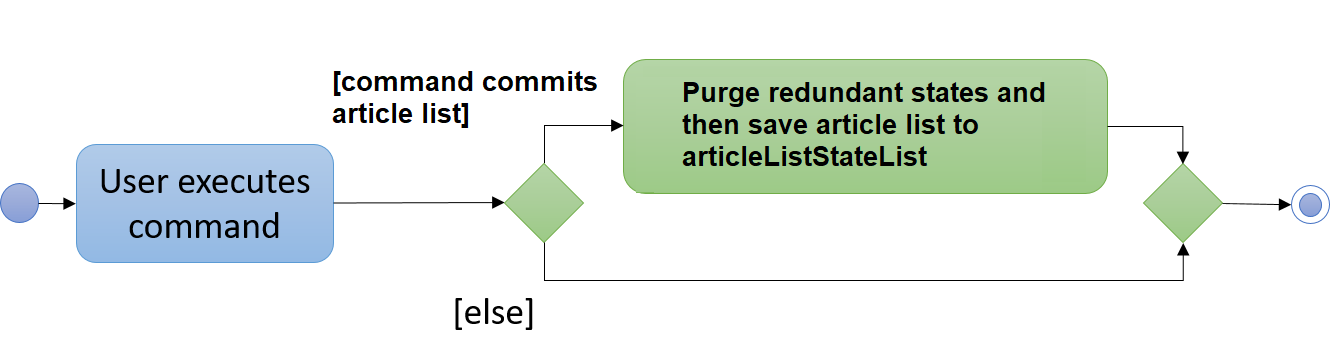 [command commits
article list]
Purge redundant states and
then save article list to
articleListStateList
User executes
command
[else]